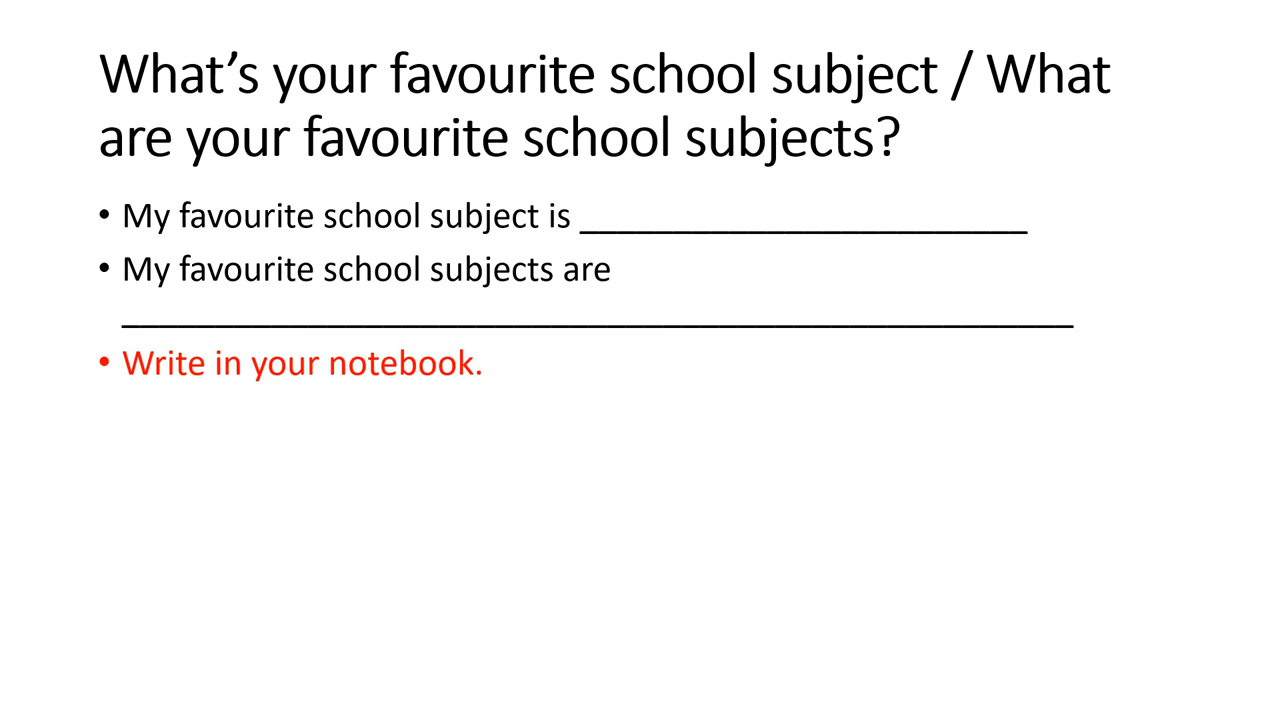 What’s your favourite school subject / What
are your favourite school subjects?
• My favourite school subject is ________________________
• My favourite school subjects are
___________________________________________________
• Write in your notebook.